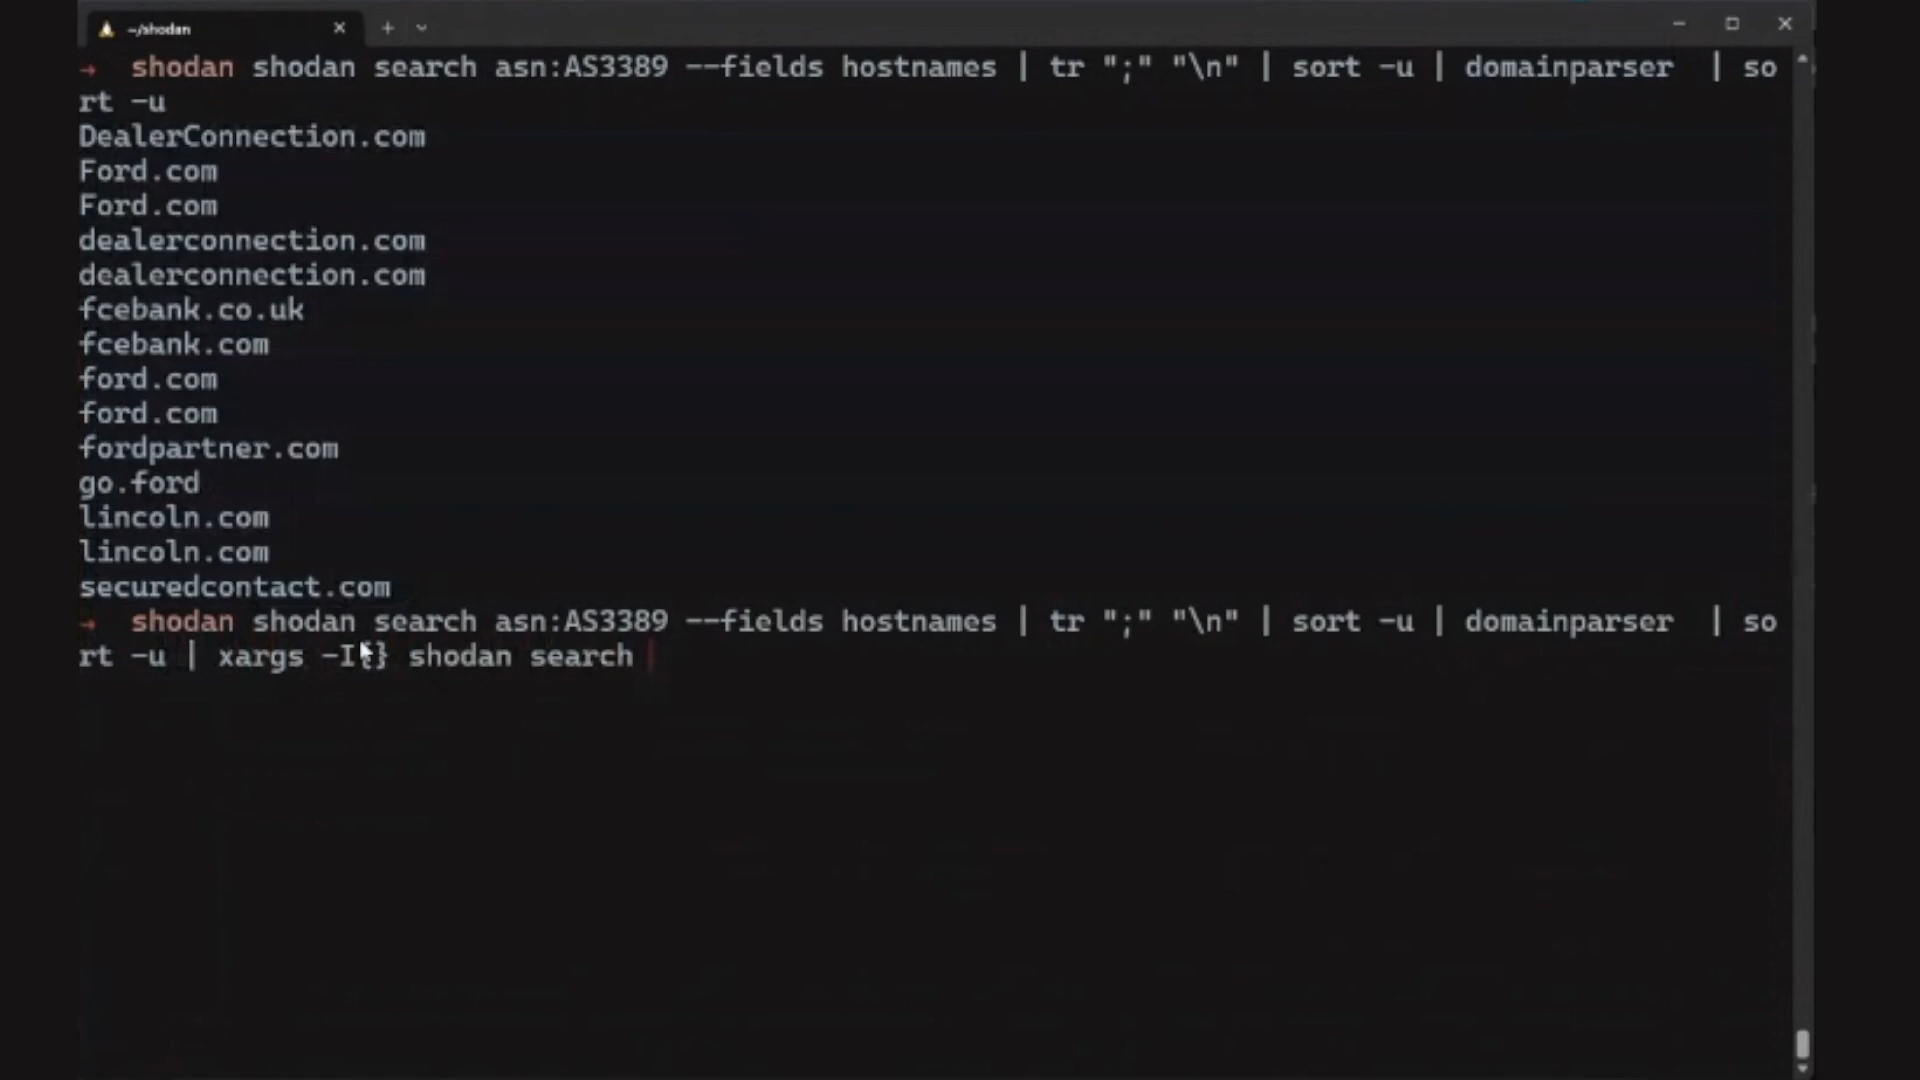 ~/shodan
→ shodan shodan search asn:AS3389 --fields hostnames | tr ";" "\n" | sort -u | domainparser | so
rt -u
DealerConnection.com
Ford.com
Ford.com
dealerconnection.com
dealerconnection.com
fcebank.co.uk
fcebank.com
ford.com
ford.com
fordpartner.com
go.ford
lincoln.com
lincoln.com
securedcontact.com
→ shodan shodan search asn:AS3389 --fields hostnames | tr ";" "\n" | sort -u | domainparser | so
rt -u | xargs -I{} shodan search